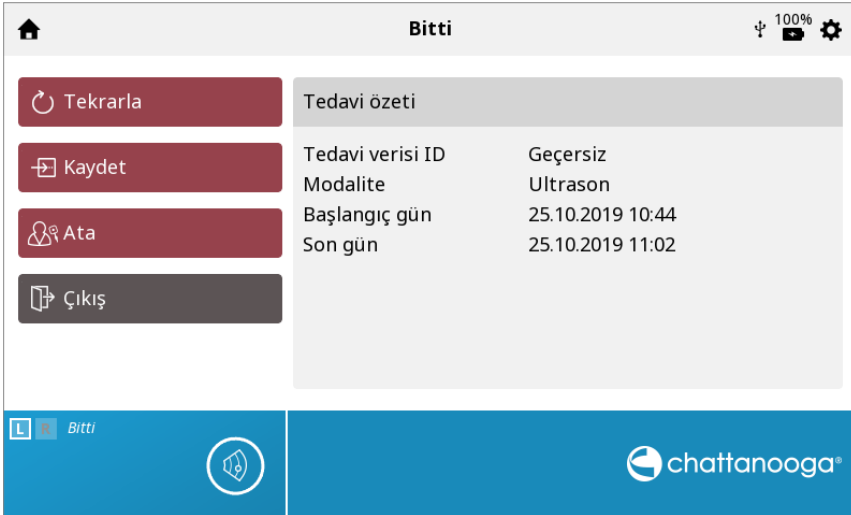 Bitti
100%
Tekrarla
Kaydet
Ata
Çıkış
Tedavi özeti
Tedavi verisi ID Geçersiz
Modalite Ultrason
Başlangıç gün 25.10.2019 10:44
Son gün 25.10.2019 11:02
L R Bitti
chattanooga®